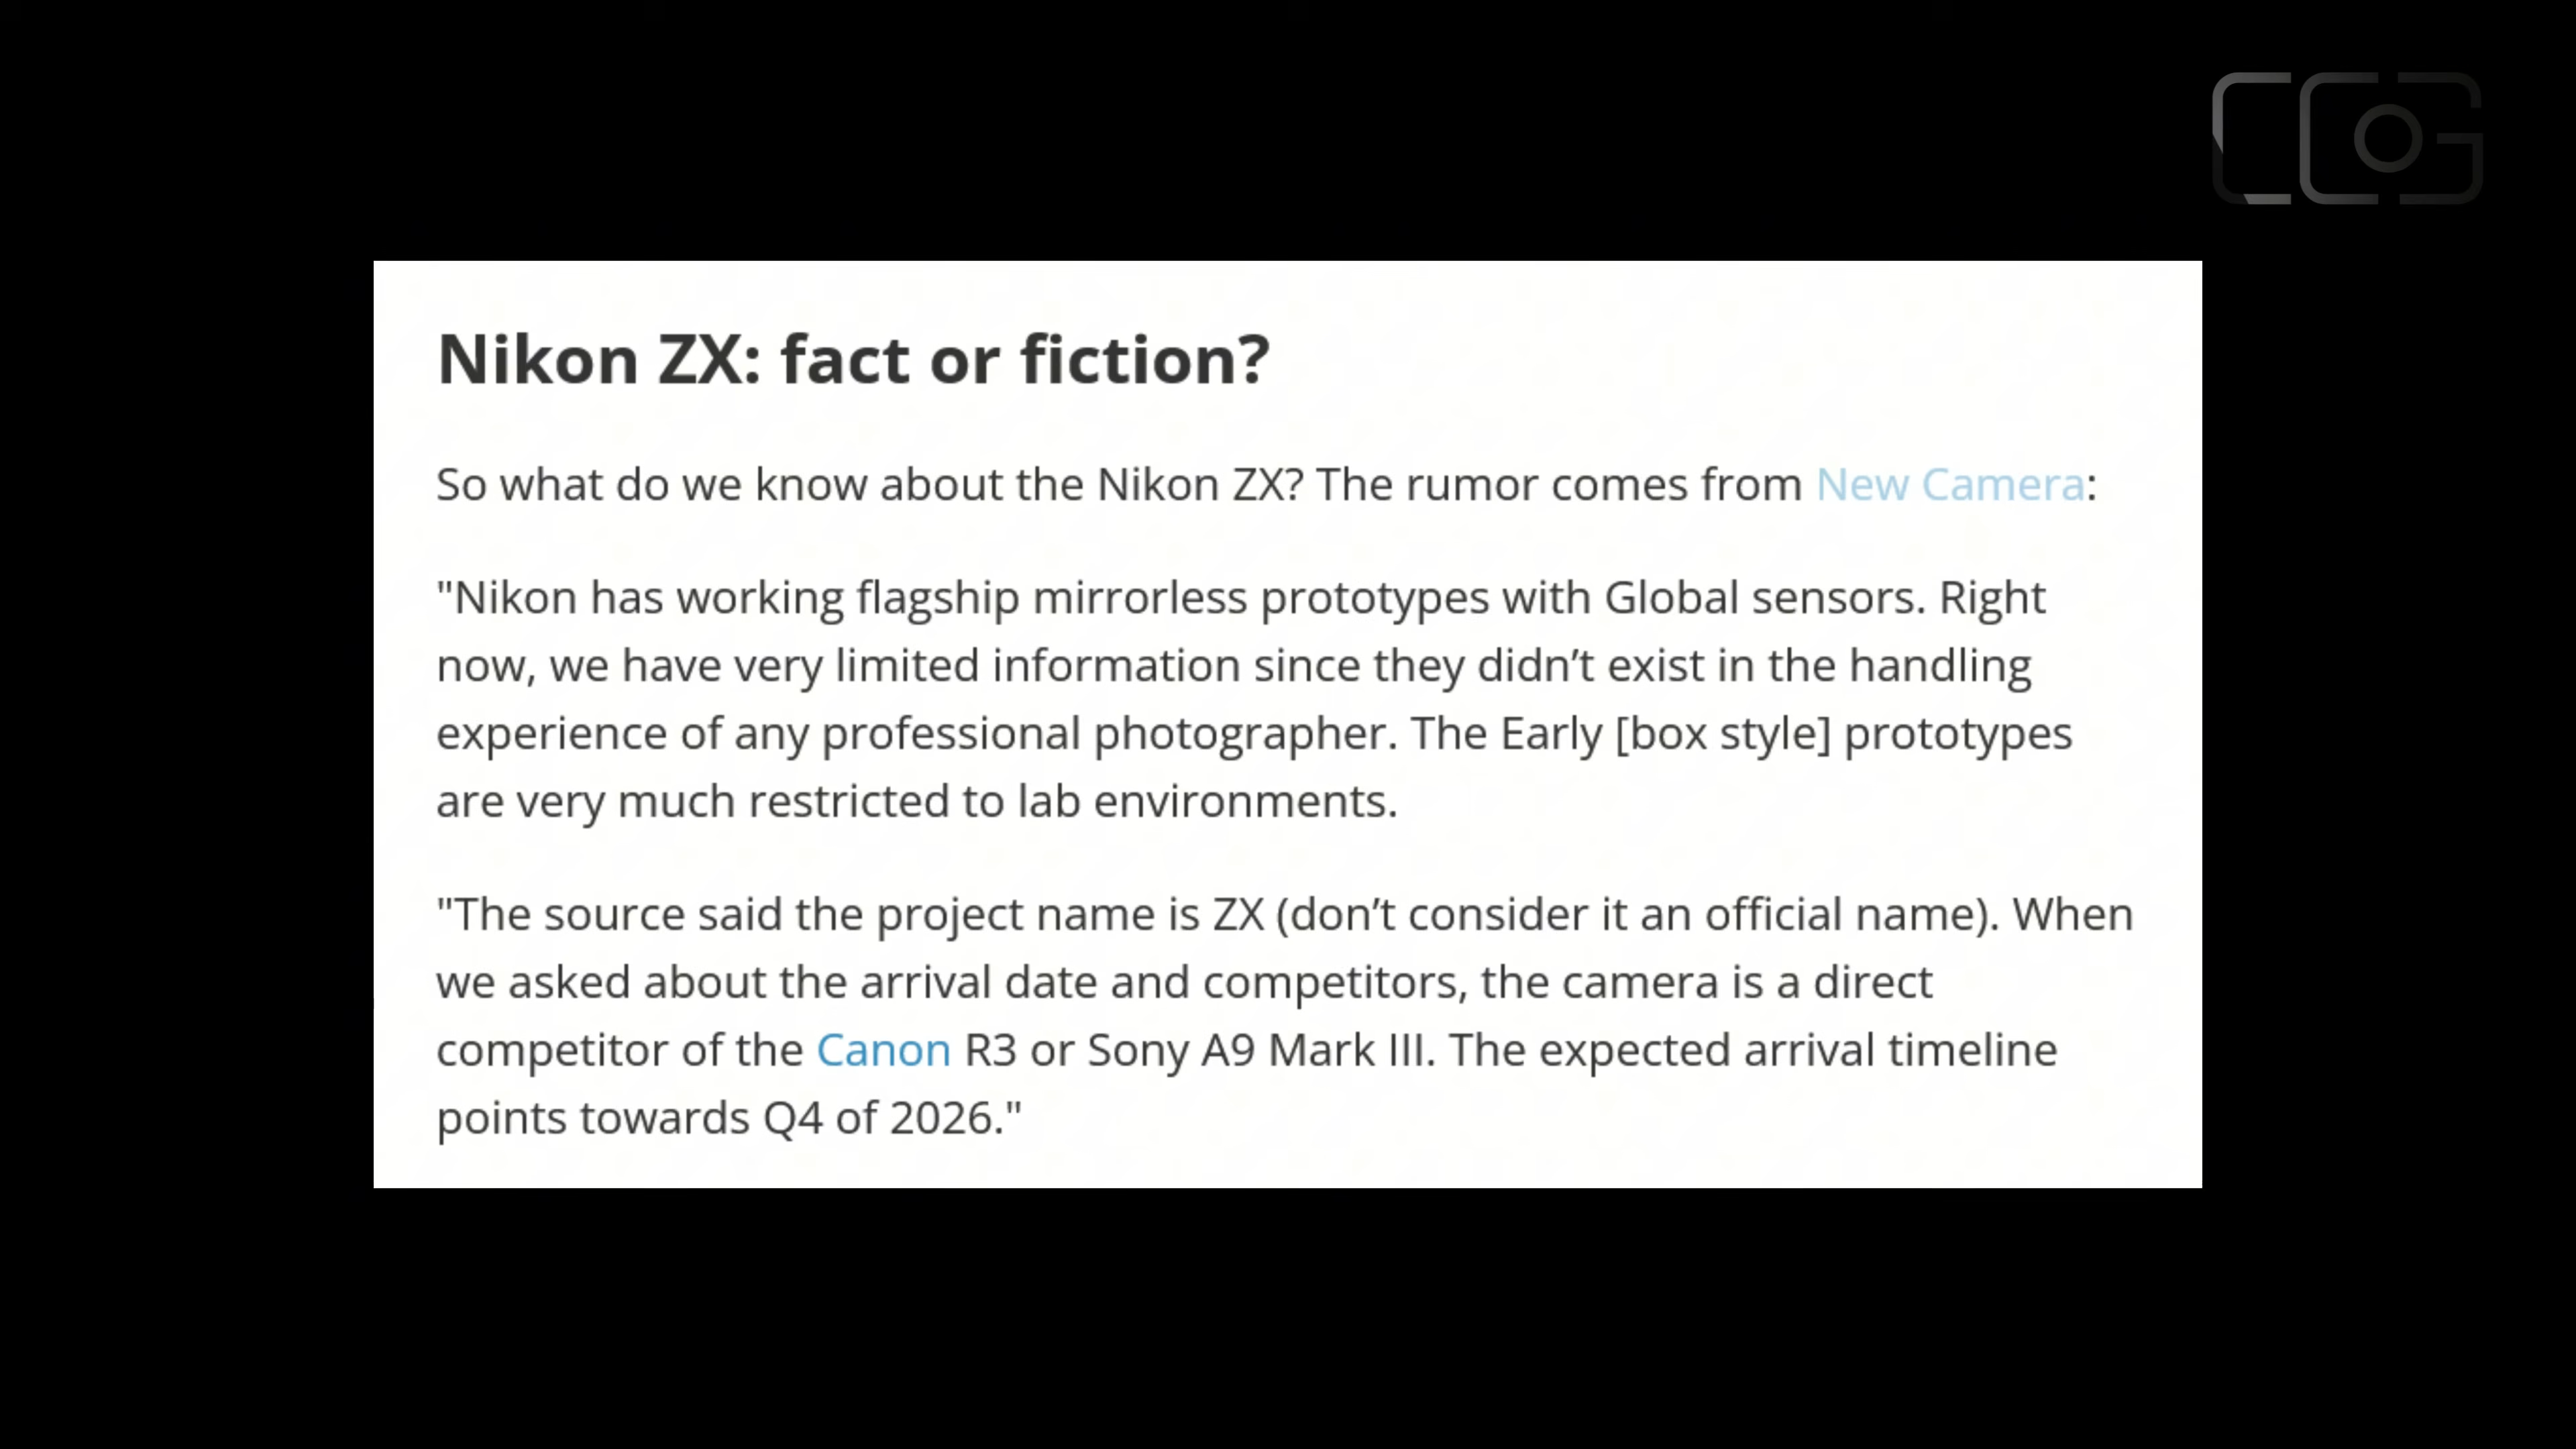 CCG
Nikon ZX: fact or fiction?
So what do we know about the Nikon ZX? The rumor comes from New Camera:
"Nikon has working flagship mirrorless prototypes with Global sensors. Right
now, we have very limited information since they didn’t exist in the handling
experience of any professional photographer. The Early [box style] prototypes
are very much restricted to lab environments.
"The source said the project name is ZX (don’t consider it an official name). When
we asked about the arrival date and competitors, the camera is a direct
competitor of the Canon R3 or Sony A9 Mark III. The expected arrival timeline
points towards Q4 of 2026."